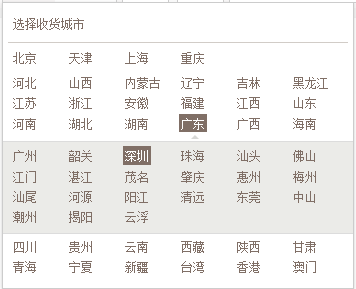 选择收货城市
北京 天津 上海 重庆
河北 山西 内蒙古 辽宁 吉林 黑龙江
江苏 浙江 安徽 福建 江西 山东
河南 湖北 湖南 广东 广西 海南
广州 韶关 深圳 珠海 汕头 佛山
江门 湛江 茂名 肇庆 惠州 梅州
汕尾 河源 阳江 清远 东莞 中山
潮州 揭阳 云浮
四川 贵州 云南 西藏 陕西 甘肃
青海 宁夏 新疆 台湾 香港 澳门